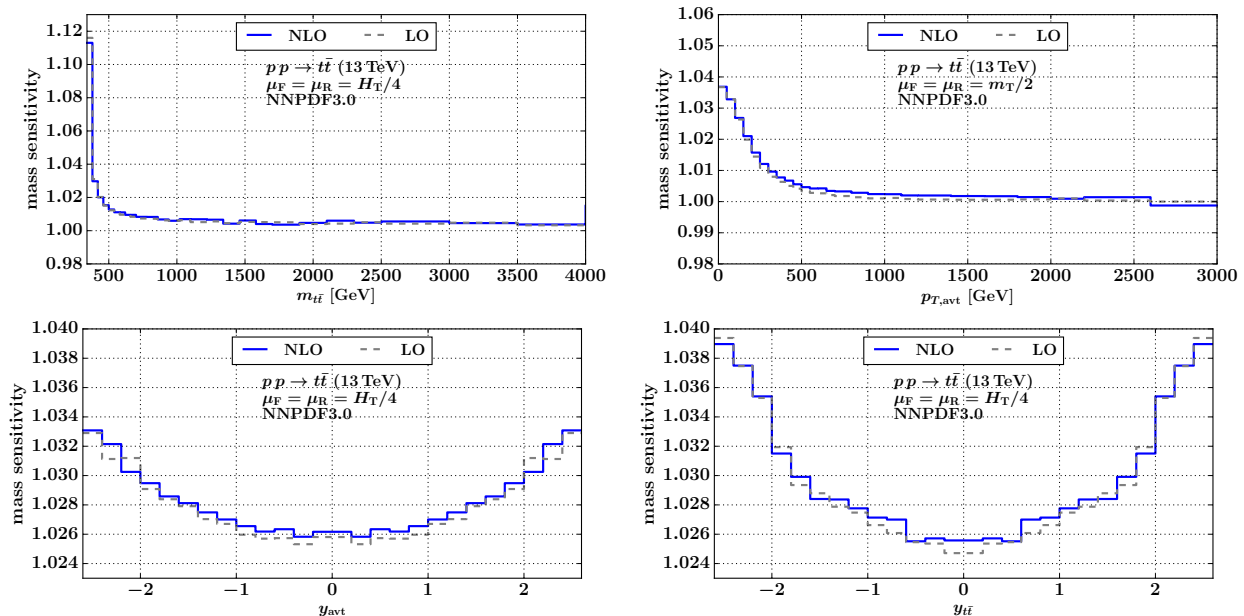 1.14
1.12
1.10
1.08
1.06
1.04
1.02
1.00
0.98
mass sensitivity
NLO LO
p p → tt̄ (13 TeV)
μF = μR = HT/4
NNPDF3.0
500 1000 1500 2000 2500 3000 3500 4000
mtt̄ [GeV]
1.06
1.05
1.04
1.03
1.02
1.01
1.00
0.99
0.98
mass sensitivity
NLO LO
p p → tt̄ (13 TeV)
μF = μR = mT/2
NNPDF3.0
0 500 1000 1500 2000 2500 3000
pT,avt [GeV]
1.040
1.038
1.036
1.034
1.032
1.030
1.028
1.026
1.024
mass sensitivity
NLO LO
p p → tt̄ (13 TeV)
μF = μR = HT/4
NNPDF3.0
−2 −1 0 1 2
yavt
1.040
1.038
1.036
1.034
1.032
1.030
1.028
1.026
1.024
mass sensitivity
NLO LO
p p → tt̄ (13 TeV)
μF = μR = HT/4
NNPDF3.0
−2 −1 0 1 2
ytt̄